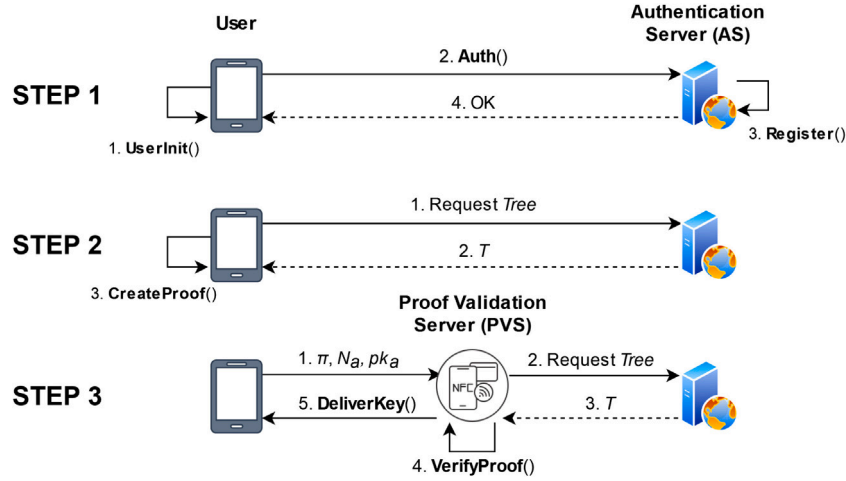 User
Authentication
Server (AS)
STEP 1
2. Auth()
4. OK
1. UserInit()
3. Register()
STEP 2
1. Request Tree
2. T
3. CreateProof()
Proof Validation
Server (PVS)
STEP 3
1. π, Na, pka
NFC
2. Request Tree
5. DeliverKey()
3. T
4. VerifyProof()